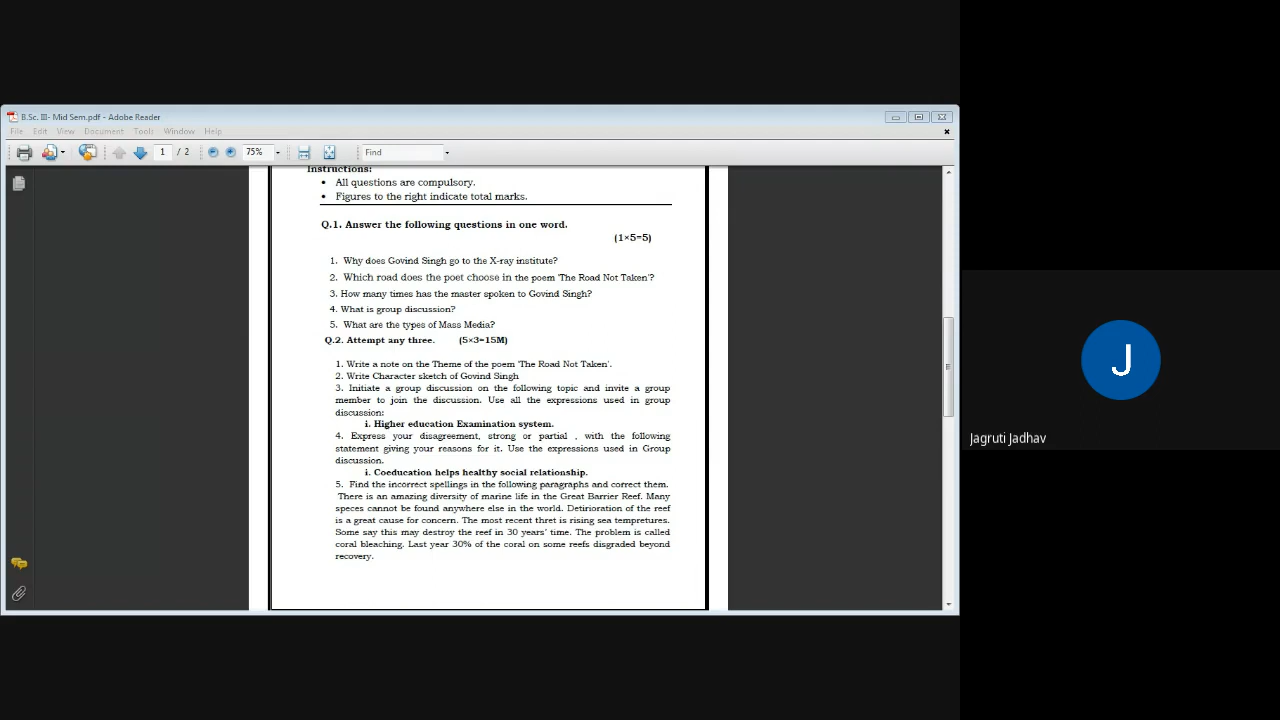 B.Sc. III- Mid Sem.pdf - Adobe Reader
File Edit View Document Tools Window Help
1 / 2 75% Find
Instructions:
• All questions are compulsory.
• Figures to the right indicate total marks.
Q.1. Answer the following questions in one word.
(1×5=5)
1. Why does Govind Singh go to the X-ray institute?
2. Which road does the poet choose in the poem 'The Road Not Taken'?
3. How many times has the master spoken to Govind Singh?
4. What is group discussion?
5. What are the types of Mass Media?
Q.2. Attempt any three. (5×3=15M)
1. Write a note on the Theme of the poem 'The Road Not Taken'.
2. Write Character sketch of Govind Singh
3. Initiate a group discussion on the following topic and invite a group
member to join the discussion. Use all the expressions used in group
discussion:
i. Higher education Examination system.
4. Express your disagreement, strong or partial , with the following
statement giving your reasons for it. Use the expressions used in Group
discussion.
i. Coeducation helps healthy social relationship.
5. Find the incorrect spellings in the following paragraphs and correct them.
There is an amazing diversity of marine life in the Great Barrier Reef. Many
speces cannot be found anywhere else in the world. Detirioration of the reef
is a great cause for concern. The most recent thret is rising sea tempretures.
Some say this may destroy the reef in 30 years' time. The problem is called
coral bleaching. Last year 30% of the coral on some reefs disgraded beyond
recovery.
J
Jagruti Jadhav